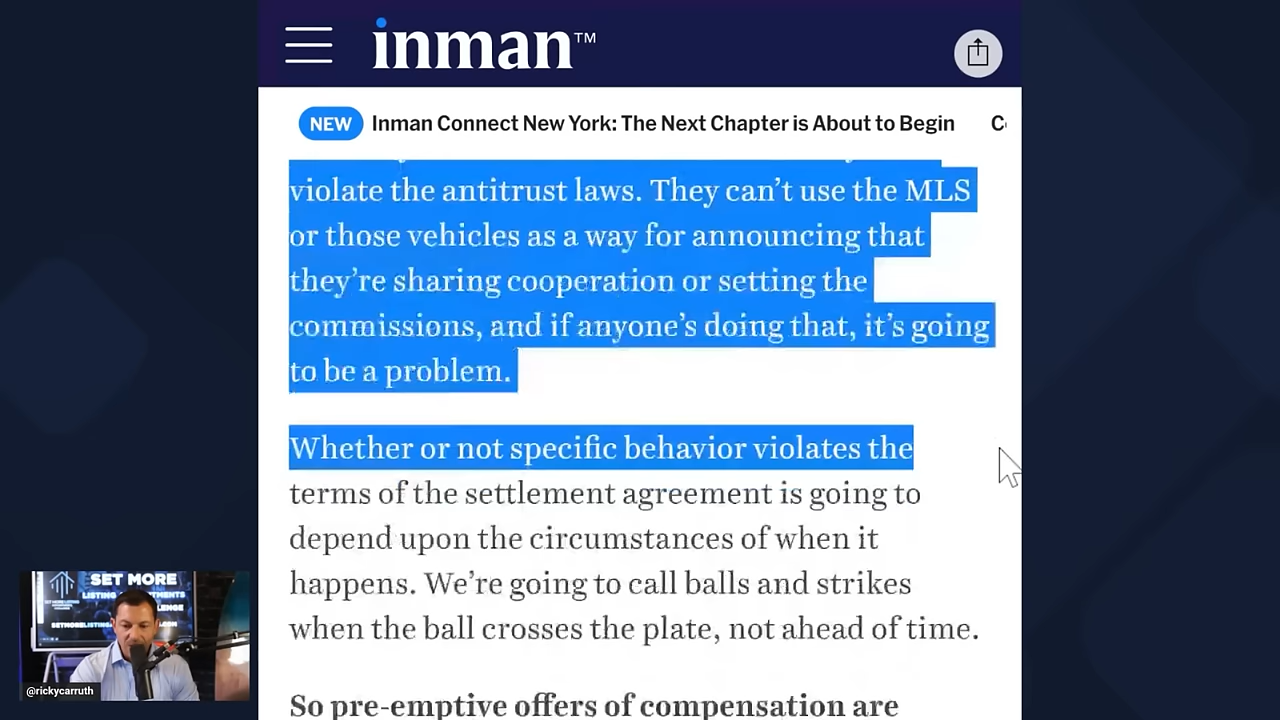 inman™
NEW Inman Connect New York: The Next Chapter is About to Begin
violate the antitrust laws. They can't use the MLS
or those vehicles as a way for announcing that
they're sharing cooperation or setting the
commissions, and if anyone's doing that, it's going
to be a problem.
Whether or not specific behavior violates the
terms of the settlement agreement is going to
depend upon the circumstances of when it
happens. We're going to call balls and strikes
when the ball crosses the plate, not ahead of time.
So pre-emptive offers of compensation are
SET MORE
@rickycarruth